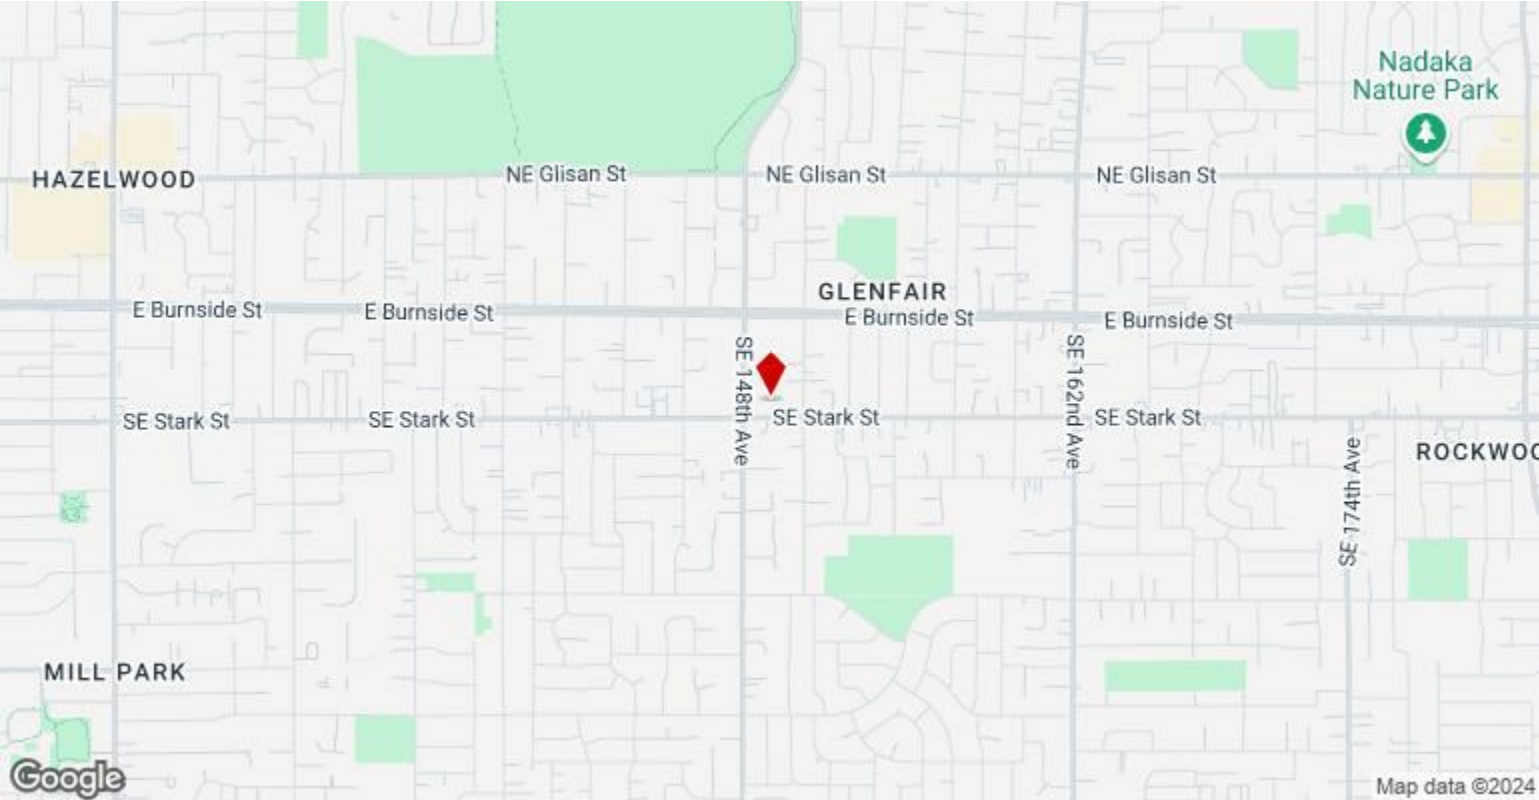 Nadaka
Nature Park
HAZELWOOD
NE Glisan St
NE Glisan St
NE Glisan St
GLENFAIR
E Burnside St
E Burnside St
E Burnside St
E Burnside St
SE 148th Ave
SE 162nd Ave
SE Stark St
SE Stark St
SE Stark St
SE Stark St
SE 174th Ave
ROCKWOO
MILL PARK
Google
Map data ©2024